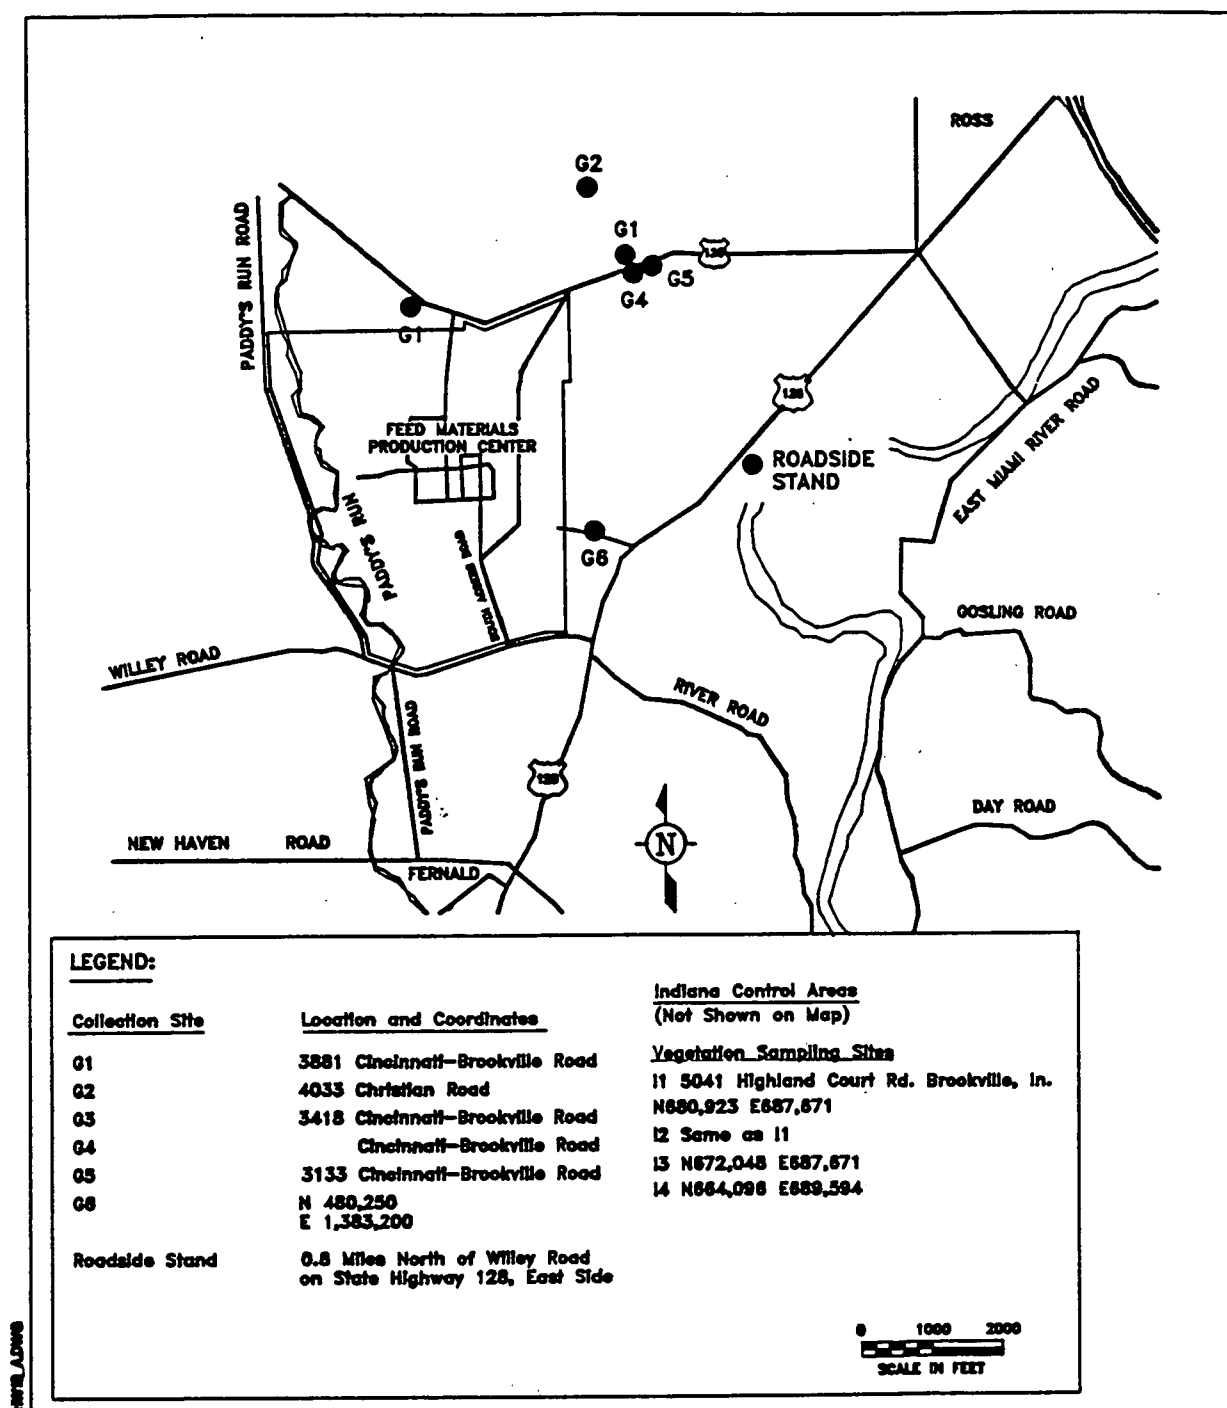 ROSS
G2
PADDY'S RUN ROAD
G1
128
G5
G4
G1
128
FEED MATERIALS
PRODUCTION CENTER
ROADSIDE
STAND
EAST MIAMI RIVER ROAD
PADDY'S RUN
G6
SOUTH ACCESS ROAD
GOSLING ROAD
WILLEY ROAD
RIVER ROAD
PADDY'S RUN ROAD
128
DAY ROAD
NEW HAVEN ROAD
N
FERNALD
LEGEND:
Collection Site
Location and Coordinates
G1 3881 Cincinnati-Brookville Road
G2 4033 Christian Road
G3 3418 Cincinnati-Brookville Road
G4 Cincinnati-Brookville Road
G5 3133 Cincinnati-Brookville Road
G6 N 480,250
E 1,383,200
Roadside Stand 0.8 Miles North of Willey Road
on State Highway 128, East Side
Indiana Control Areas
(Not Shown on Map)
Vegetation Sampling Sites
I1 5041 Highland Court Rd. Brookville, In.
N680,923 E687,671
I2 Same as I1
I3 N672,048 E687,671
I4 N664,096 E689,594
0 1000 2000
SCALE IN FEET